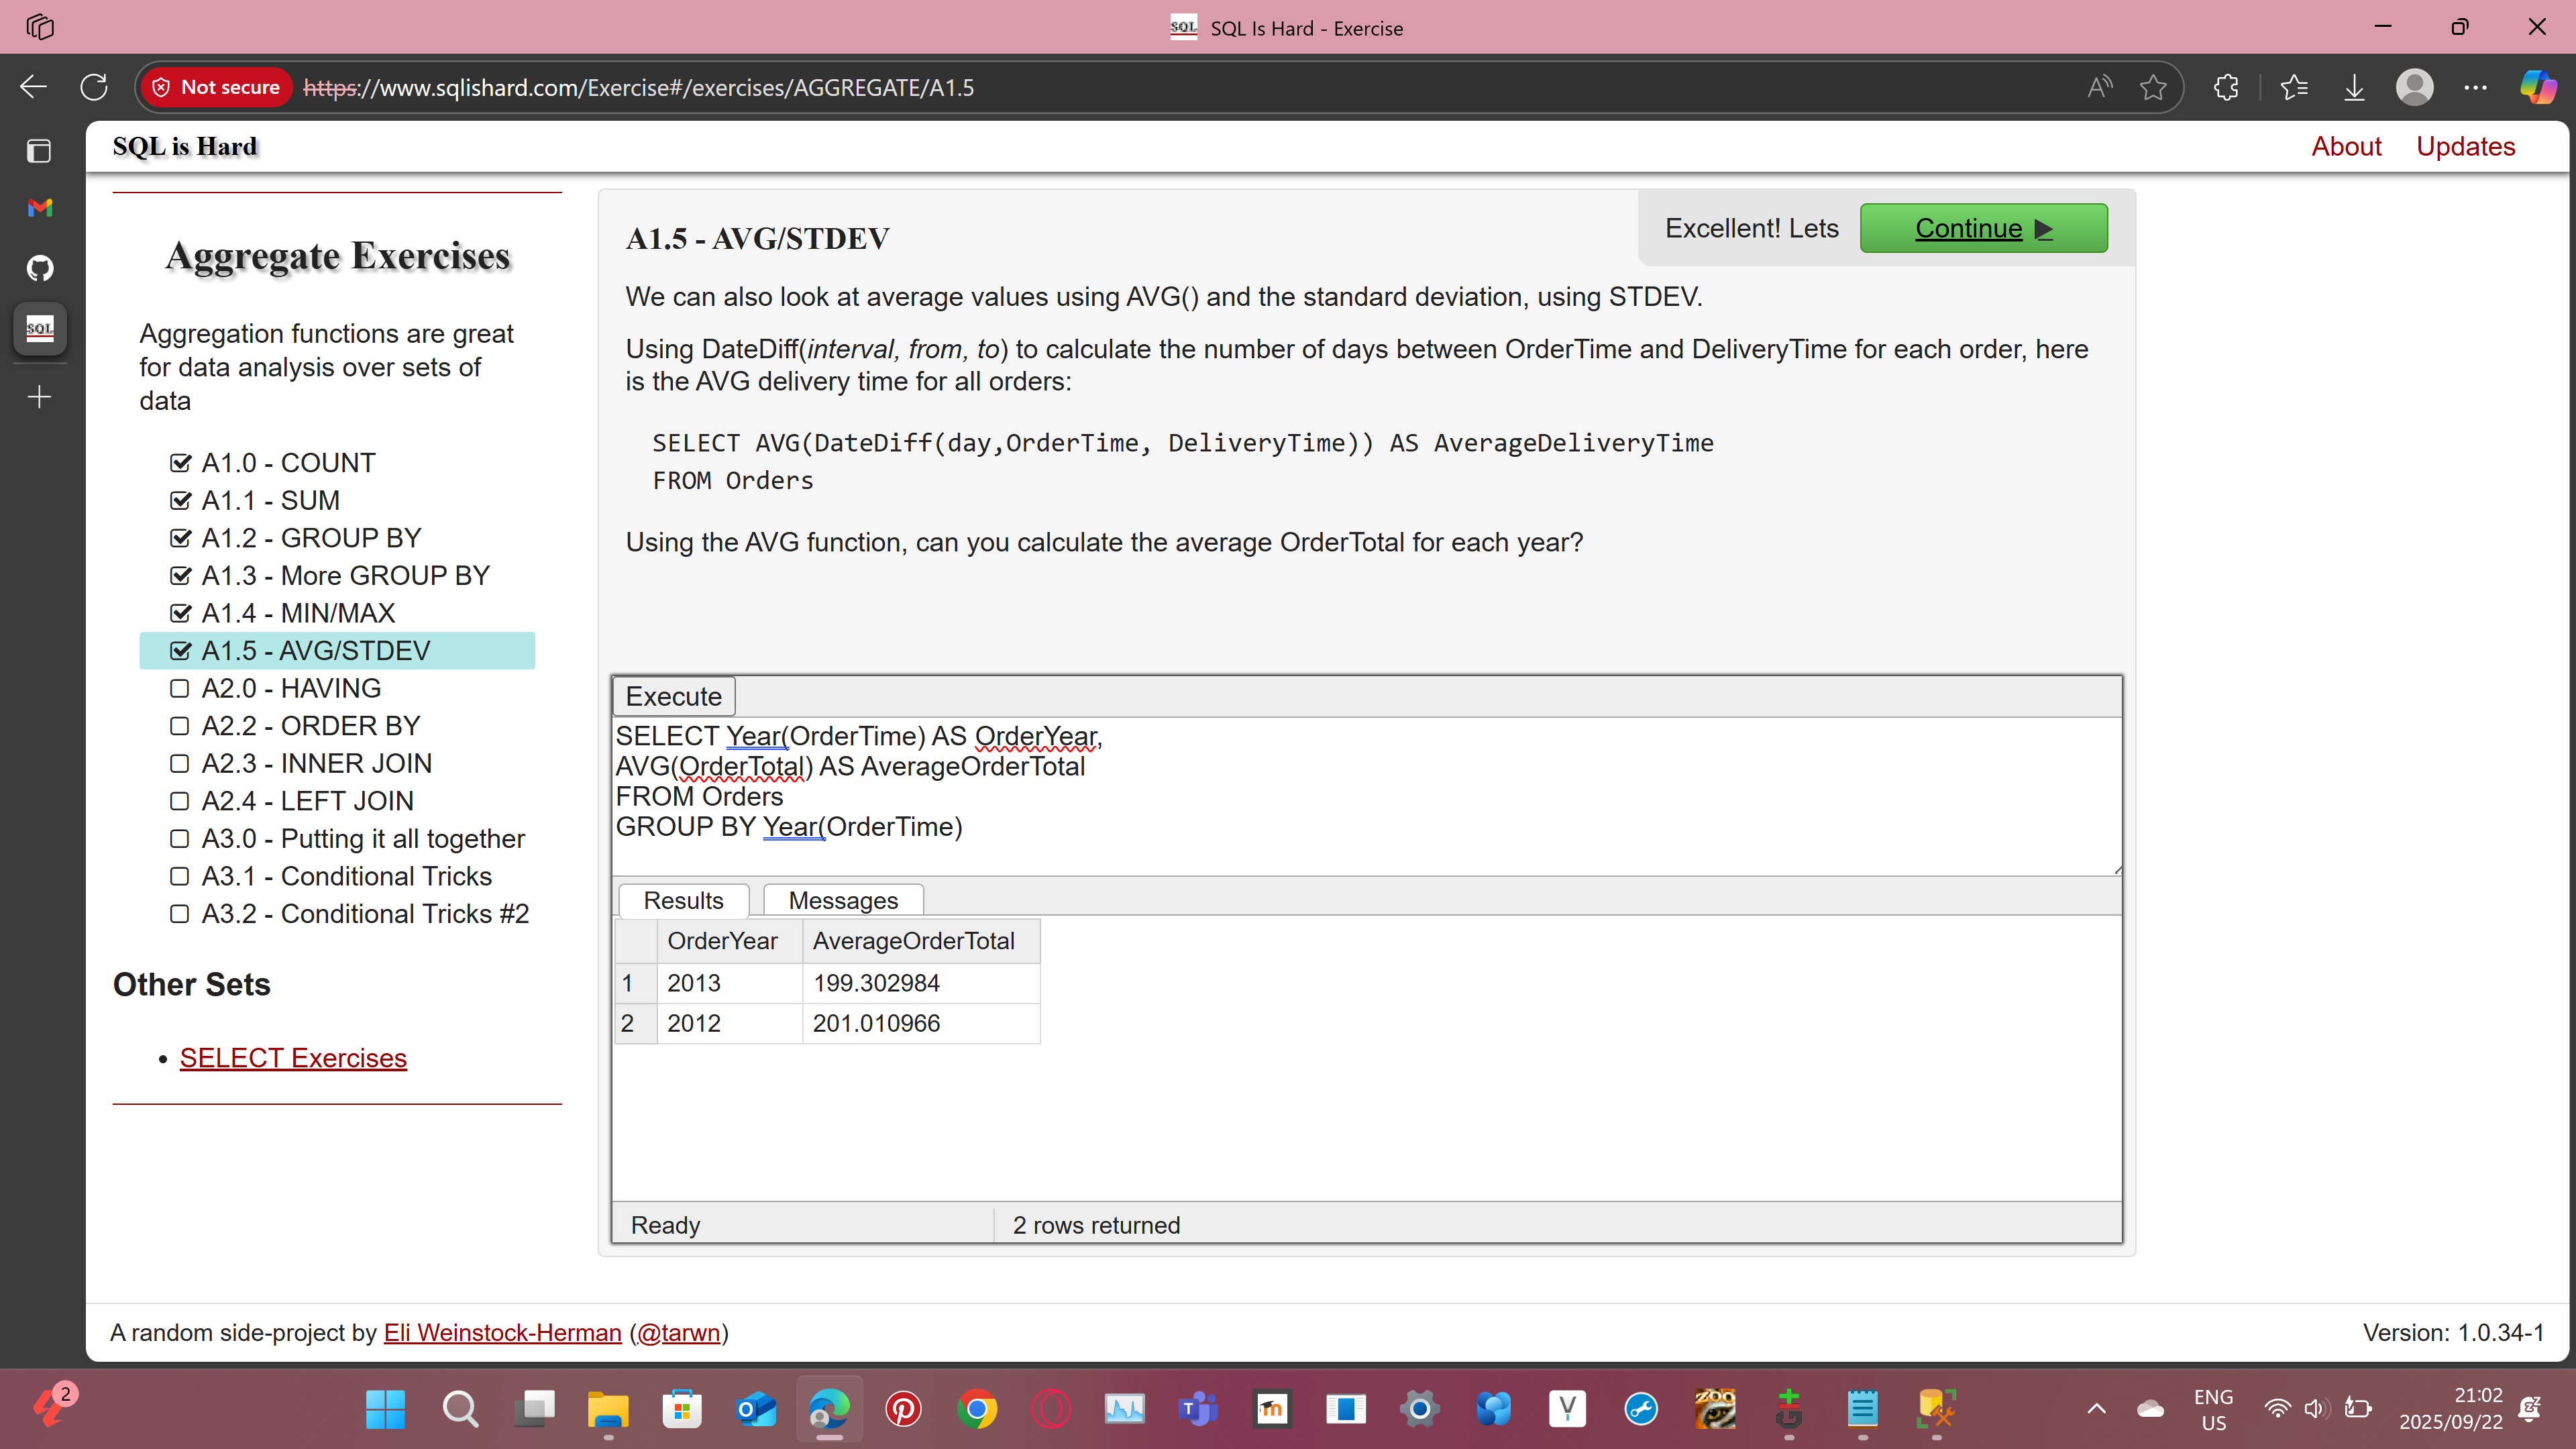 SQL Is Hard - Exercise
Not secure https://www.sqlishard.com/Exercise#/exercises/AGGREGATE/A1.5
SQL is Hard
About Updates
Aggregate Exercises
Aggregation functions are great
for data analysis over sets of
data
A1.0 - COUNT
A1.1 - SUM
A1.2 - GROUP BY
A1.3 - More GROUP BY
A1.4 - MIN/MAX
A1.5 - AVG/STDEV
A2.0 - HAVING
A2.2 - ORDER BY
A2.3 - INNER JOIN
A2.4 - LEFT JOIN
A3.0 - Putting it all together
A3.1 - Conditional Tricks
A3.2 - Conditional Tricks #2
Other Sets
SELECT Exercises
A1.5 - AVG/STDEV
Excellent! Lets Continue
We can also look at average values using AVG() and the standard deviation, using STDEV.
Using DateDiff(interval, from, to) to calculate the number of days between OrderTime and DeliveryTime for each order, here
is the AVG delivery time for all orders:
SELECT AVG(DateDiff(day,OrderTime, DeliveryTime)) AS AverageDeliveryTime
FROM Orders
Using the AVG function, can you calculate the average OrderTotal for each year?
Execute
SELECT Year(OrderTime) AS OrderYear,
AVG(OrderTotal) AS AverageOrderTotal
FROM Orders
GROUP BY Year(OrderTime)
Results Messages
OrderYear AverageOrderTotal
1 2013 199.302984
2 2012 201.010966
Ready 2 rows returned
A random side-project by Eli Weinstock-Herman (@tarwn)
Version: 1.0.34-1
2
ENG
US
21:02
2025/09/22